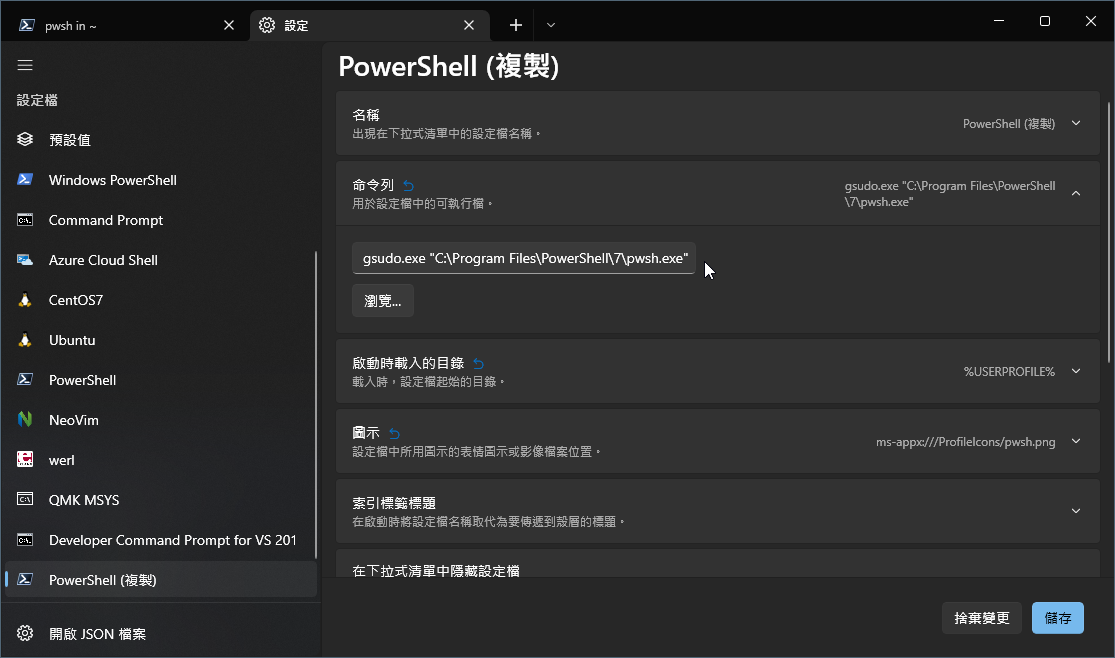 pwsh in ~
設定
設定檔
預設值
Windows PowerShell
Command Prompt
Azure Cloud Shell
CentOS7
Ubuntu
PowerShell
NeoVim
werl
QMK MSYS
Developer Command Prompt for VS 201
PowerShell (複製)
開啟 JSON 檔案
PowerShell (複製)
名稱
出現在下拉式清單中的設定檔名稱。
PowerShell (複製)
命令列
用於設定檔中的可執行檔。
gsudo.exe "C:\Program Files\PowerShell
\7\pwsh.exe"
gsudo.exe "C:\Program Files\PowerShell\7\pwsh.exe"
瀏覽...
啟動時載入的目錄
載入時，設定檔起始的目錄。
%USERPROFILE%
圖示
設定檔中所用圖示的表情圖示或影像檔案位置。
ms-appx:///ProfileIcons/pwsh.png
索引標籤標題
在啟動時將設定檔名稱取代為要傳遞到殼層的標題。
在下拉式清單中隱藏設定檔
捨棄變更
儲存